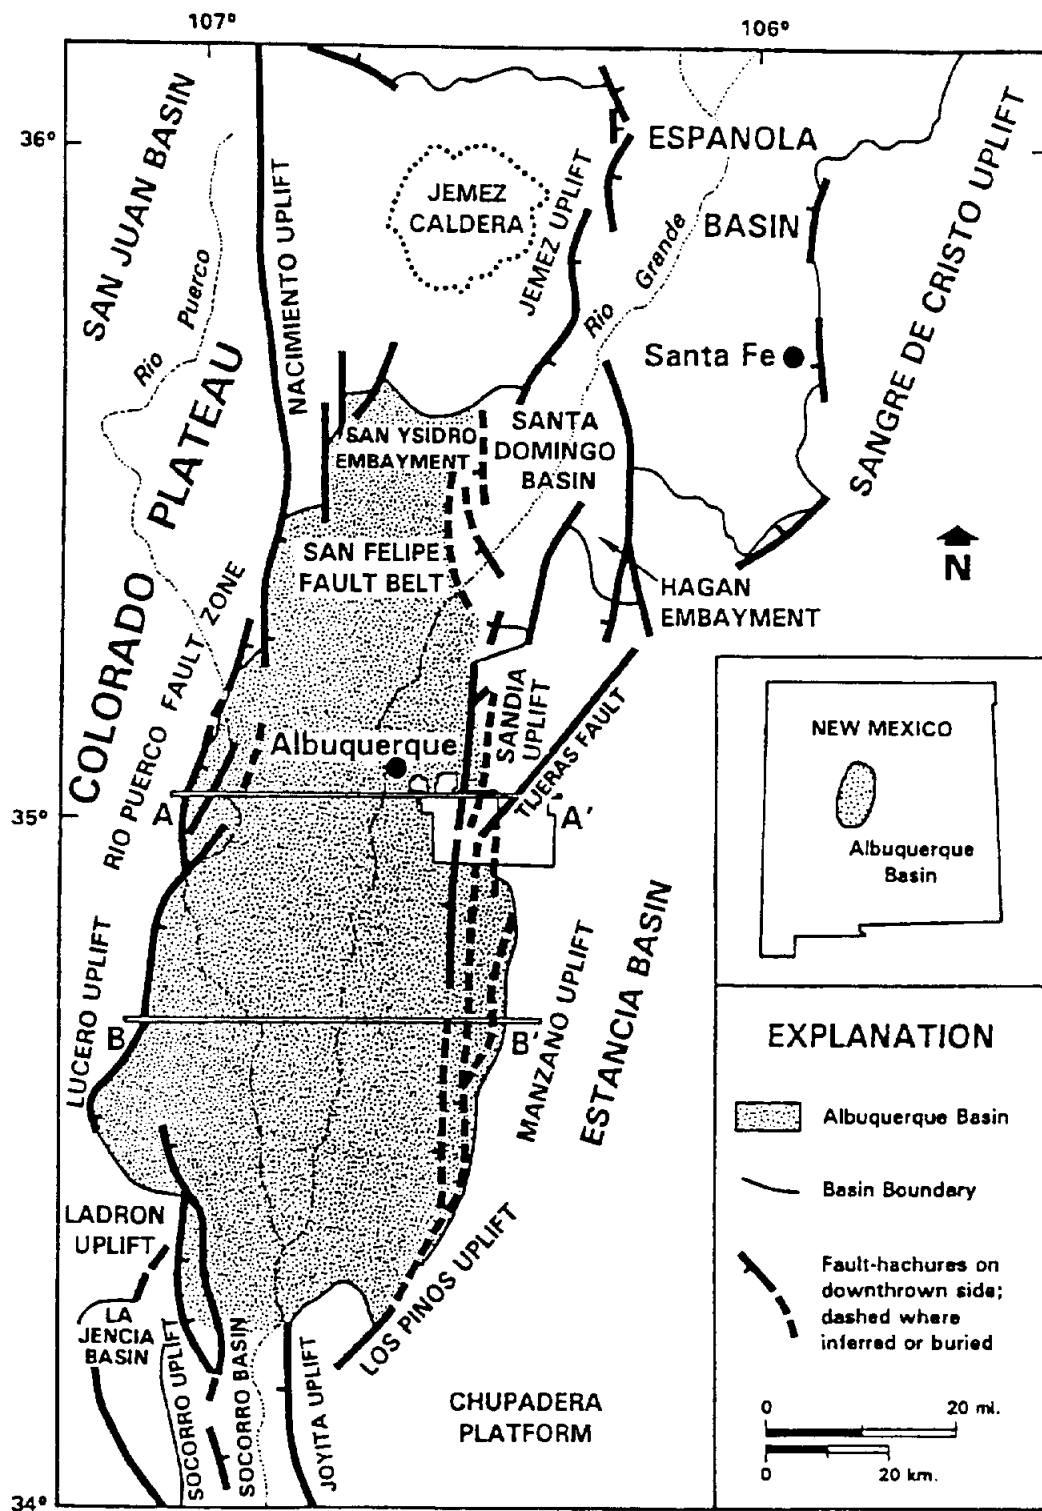 107°
106°
36°
35°
34°
SAN JUAN BASIN
Rio Puerco
COLORADO PLATEAU
NACIMIENTO UPLIFT
JEMEZ
CALDERA
JEMEZ UPLIFT
ESPANOLA
BASIN
Rio Grande
Santa Fe
SANGRE DE CRISTO UPLIFT
SAN YSIDRO
EMBAYMENT
SANTA
DOMINGO
BASIN
SAN FELIPE
FAULT BELT
HAGAN
EMBAYMENT
N
RIO PUERCO FAULT ZONE
Albuquerque
SANDIA
UPLIFT
TIJERAS FAULT
A
A'
LUCERO UPLIFT
B
B'
MANZANO UPLIFT
ESTANCIA BASIN
LADRON
UPLIFT
LA
JENCIA
BASIN
SOCORRO UPLIFT
SOCORRO BASIN
JOYITA UPLIFT
LOS PINOS UPLIFT
CHUPADERA
PLATFORM
NEW MEXICO
Albuquerque
Basin
EXPLANATION
Albuquerque Basin
Basin Boundary
Fault-hachures on
downthrown side;
dashed where
inferred or buried
0 20 mi.
0 20 km.